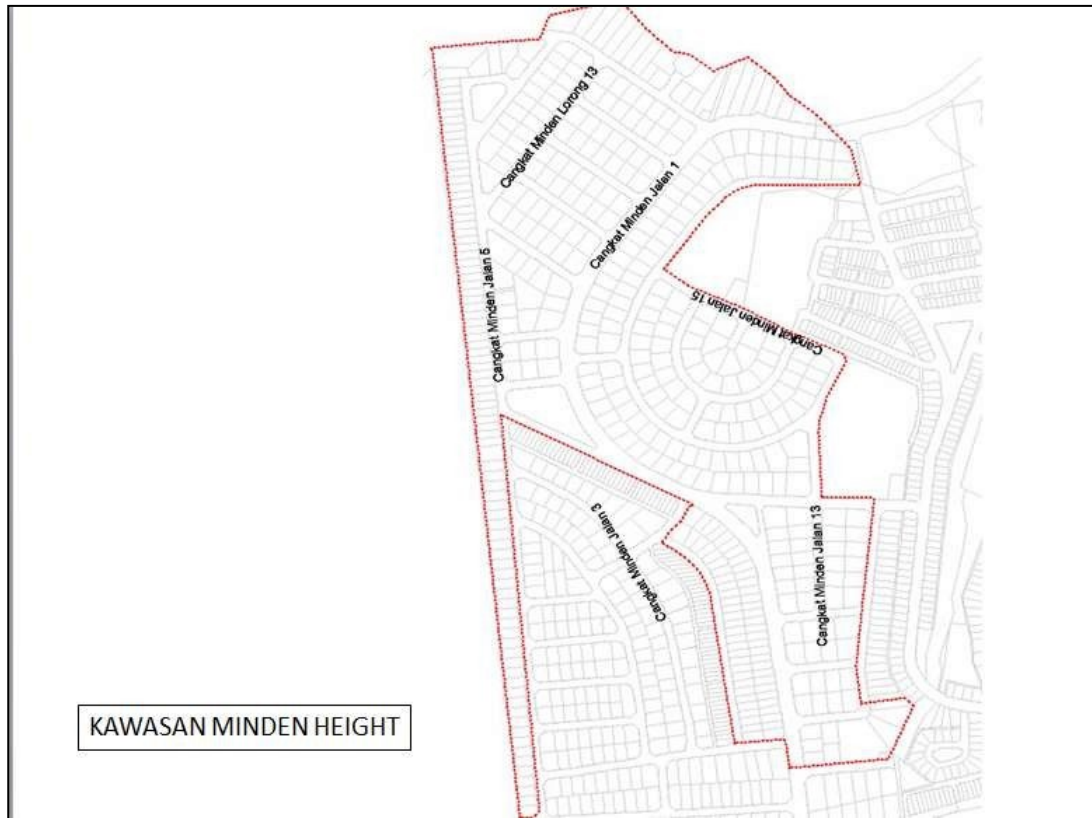 Cangkat Minden Lorong 13
Cangkat Minden Jalan 1
Cangkat Minden Jalan 5
Cangkat Minden Jalan 15
Cangkat Minden Jalan 3
Cangkat Minden Jalan 13
KAWASAN MINDEN HEIGHT